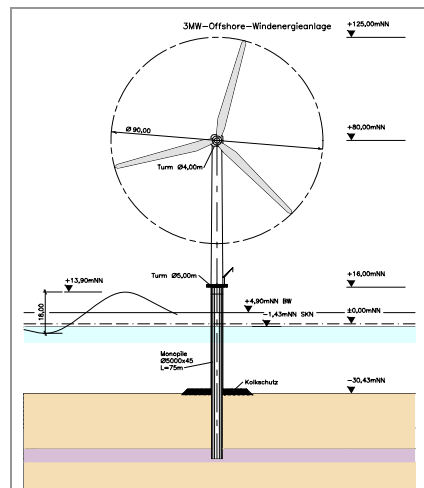 3MW-Offshore-Windenergieanlage
+125,00mNN
Ø 90,00
+80,00mNN
Turm Ø4,00m
Turm Ø5,00m
+16,00mNN
+13,90mNN
18,00
+4,90mNN BW
-1,43mNN SKN
±0,00mNN
Monopile
Ø5000x45
L=75m
Kolkschutz
-30,43mNN